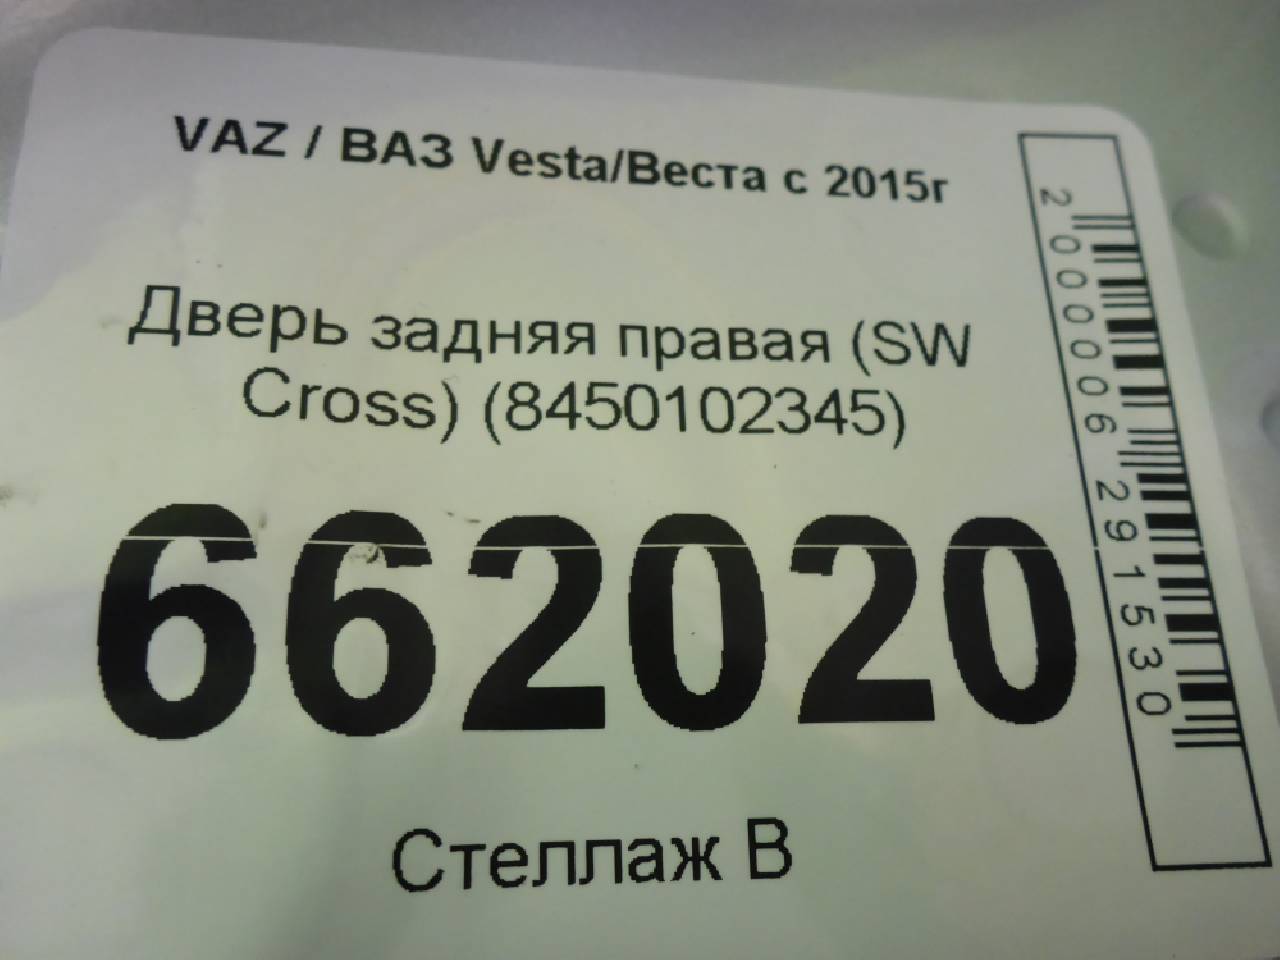 VAZ / ВАЗ Vesta/Веста с 2015г
Дверь задняя правая (SW
Cross) (8450102345)
662020
Стеллаж В
2000006291530